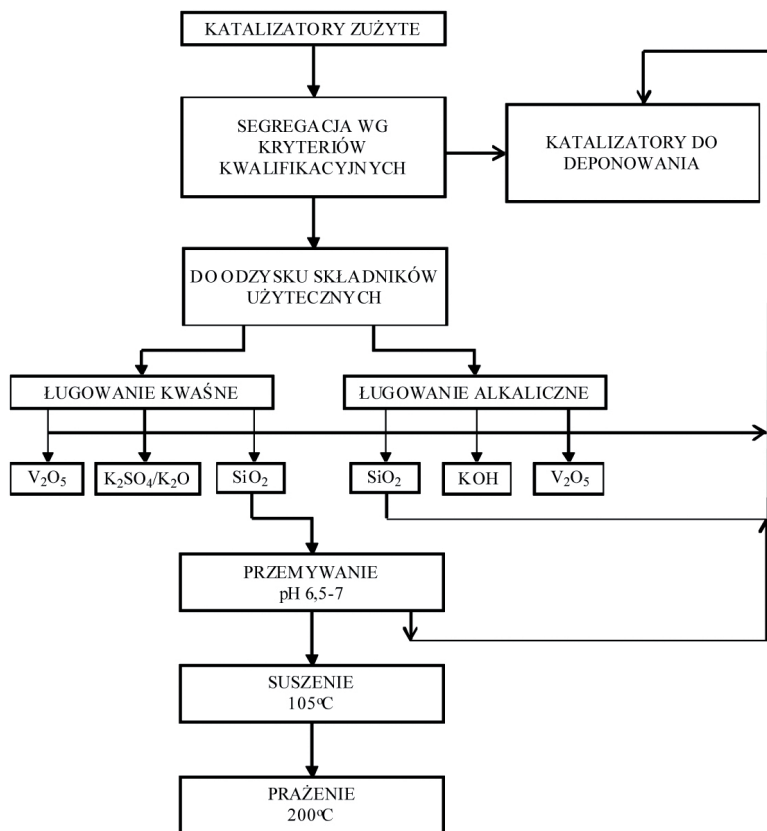 KATALIZATORY ZUŻYTE
SEGREGACJA WG
KRYTERIÓW
KWALIFIKACYJNYCH
KATALIZATORY DO
DEPONOWANIA
DO ODZYSKU SKŁADNIKÓW
UŻYTECZNYCH
ŁUGOWANIE KWAŚNE
ŁUGOWANIE ALKALICZNE
V₂O₅
K₂SO₄/K₂O
SiO₂
SiO₂
KOH
V₂O₅
PRZEMYWANIE
pH 6,5-7
SUSZENIE
105ºC
PRAŻENIE
200ºC